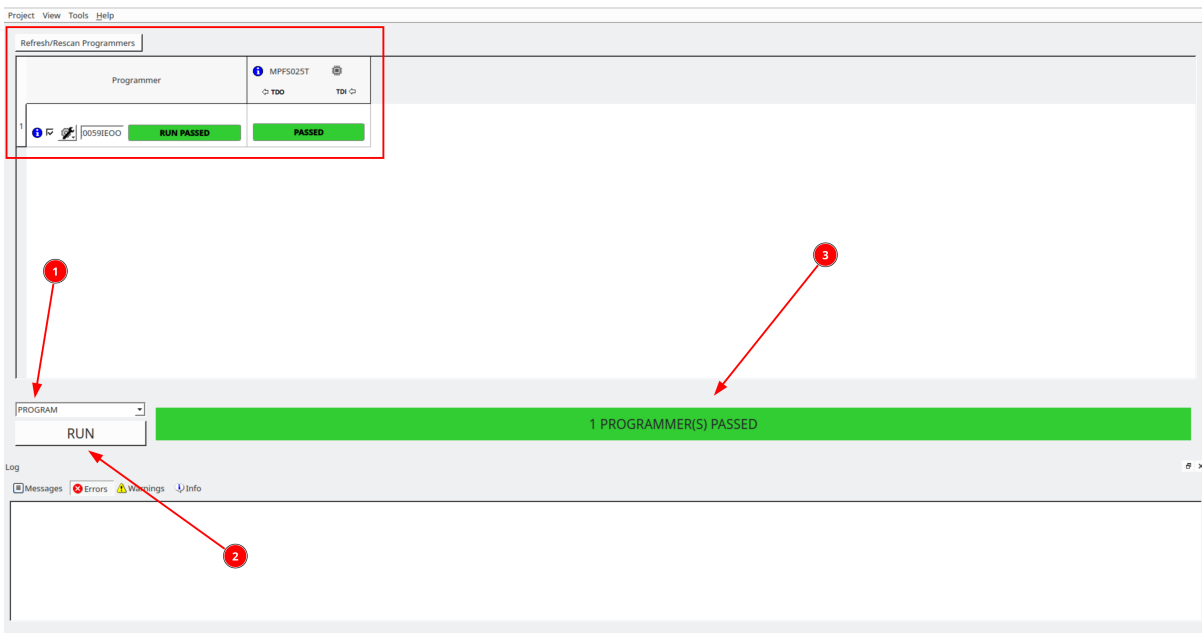 Project View Tools Help
Refresh/Rescan Programmers
Programmer
MPFS025T
TDO TDI
1
0059IEOO RUN PASSED PASSED
3
1
PROGRAM
RUN
1 PROGRAMMER(S) PASSED
Log
Messages Errors Warnings Info
2